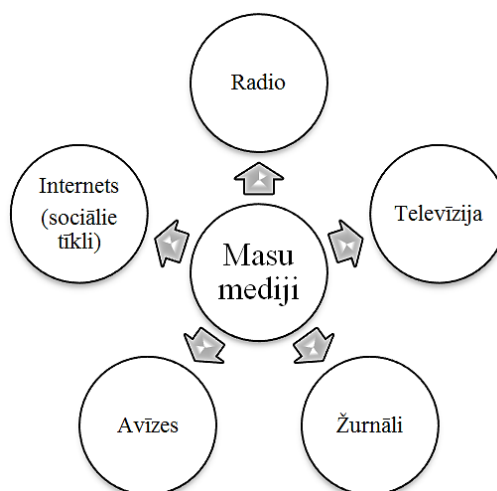 Radio
Internets
(sociālie
tīkli)
Televīzija
Masu
mediji
Avīzes
Žurnāli